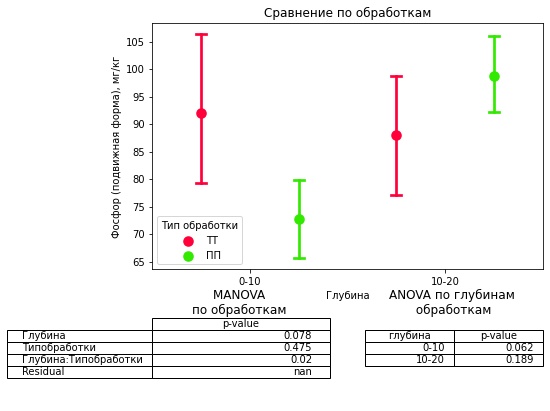 Сравнение по обработкам
Фосфор (подвижная форма), мг/кг
105
100
95
90
85
80
75
70
65
Тип обработки
ТТ
ПП
0-10
10-20
Глубина
MANOVA
по обработкам
p-value
Глубина 0.078
Типобработки 0.475
Глубина:Типобработки 0.02
Residual nan
ANOVA по глубинам
обработкам
глубина p-value
0-10 0.062
10-20 0.189